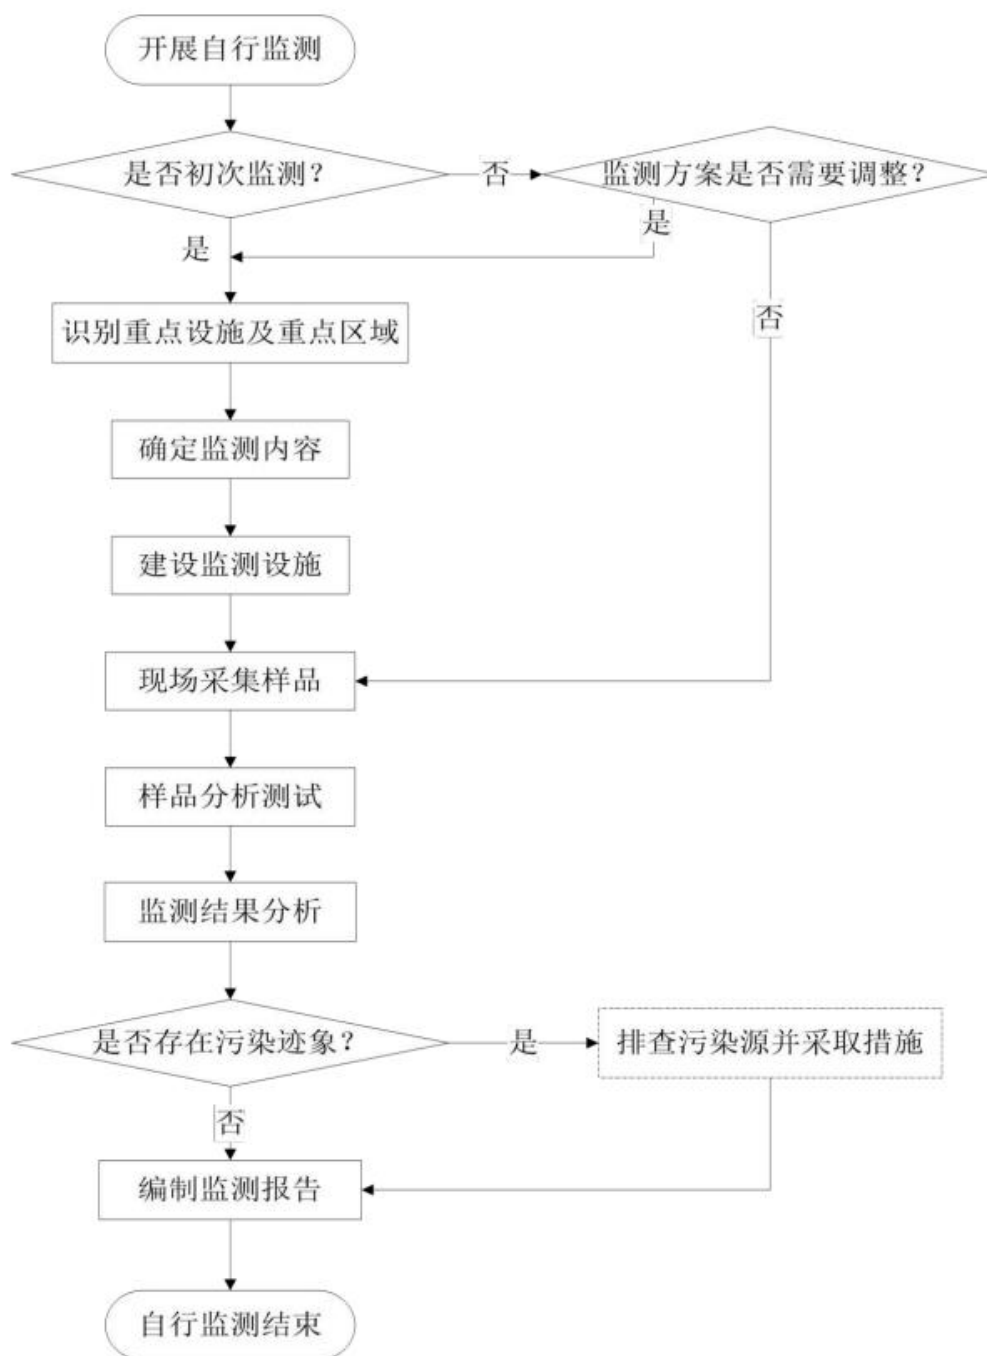 开展自行监测
是否初次监测？
否
监测方案是否需要调整？
是
是
识别重点设施及重点区域
否
确定监测内容
建设监测设施
现场采集样品
样品分析测试
监测结果分析
是否存在污染迹象？
是
排查污染源并采取措施
否
编制监测报告
自行监测结束